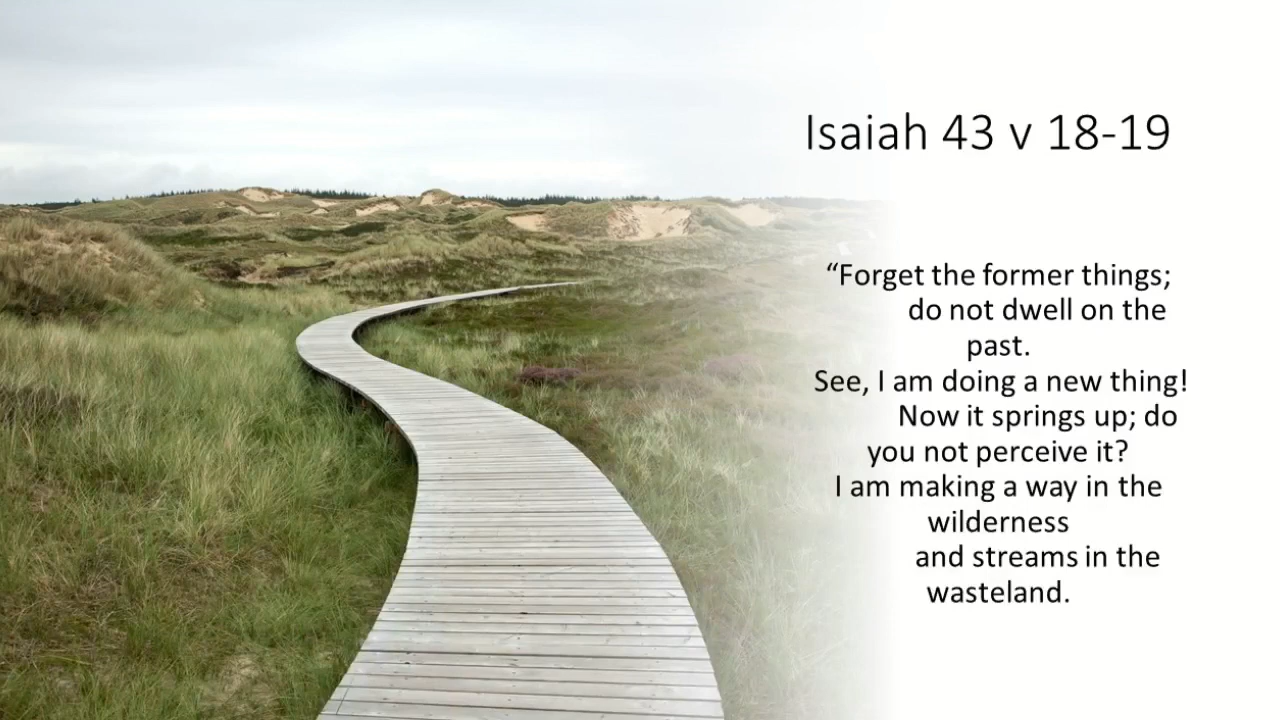 Isaiah 43 v 18-19
“Forget the former things;
do not dwell on the
past.
See, I am doing a new thing!
Now it springs up; do
you not perceive it?
I am making a way in the
wilderness
and streams in the
wasteland.